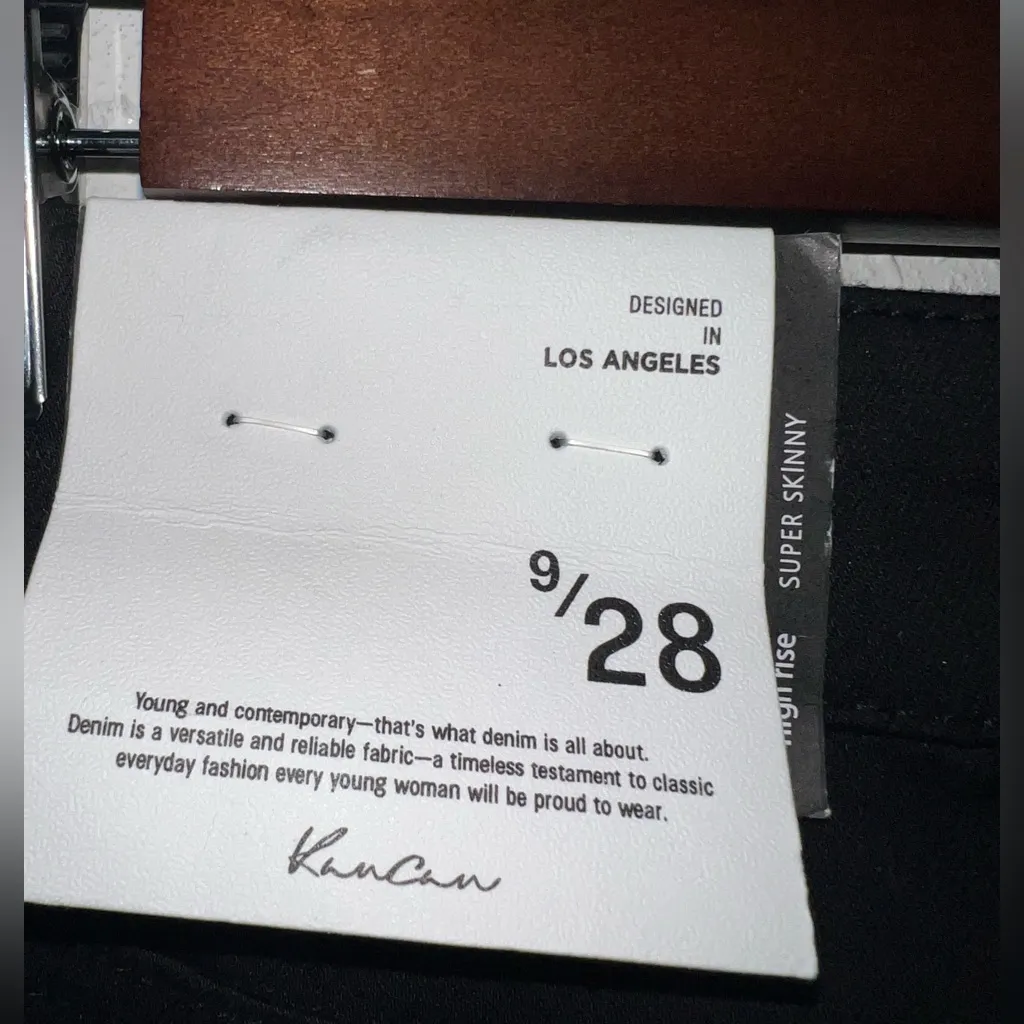 DESIGNED
IN
LOS ANGELES
9/28
Young and contemporary—that's what denim is all about.
Denim is a versatile and reliable fabric—a timeless testament to classic
everyday fashion every young woman will be proud to wear.
KanCan
High rise SUPER SKINNY